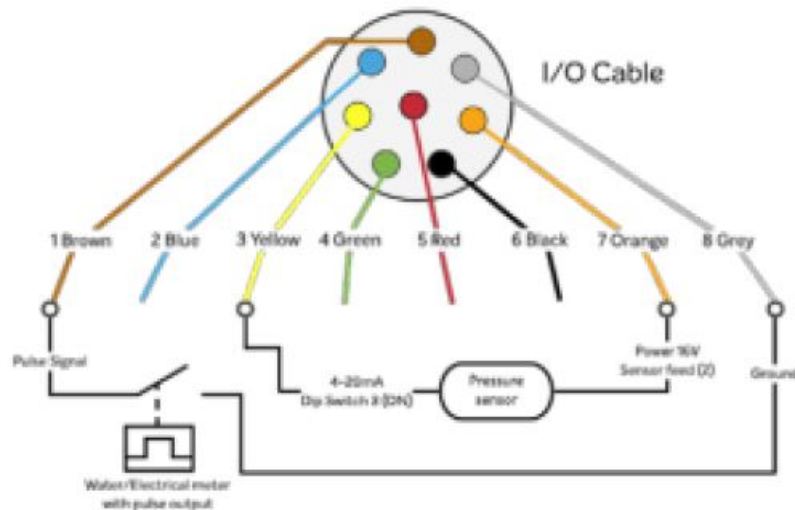 I/O Cable
1 Brown
2 Blue
3 Yellow
4 Green
5 Red
6 Black
7 Orange
8 Grey
Pulse Signal
4-20mA
Dip Switch 3 (ON)
Pressure
sensor
Power 16V
Sensor feed (2)
Ground
Water/Electrical meter
with pulse output